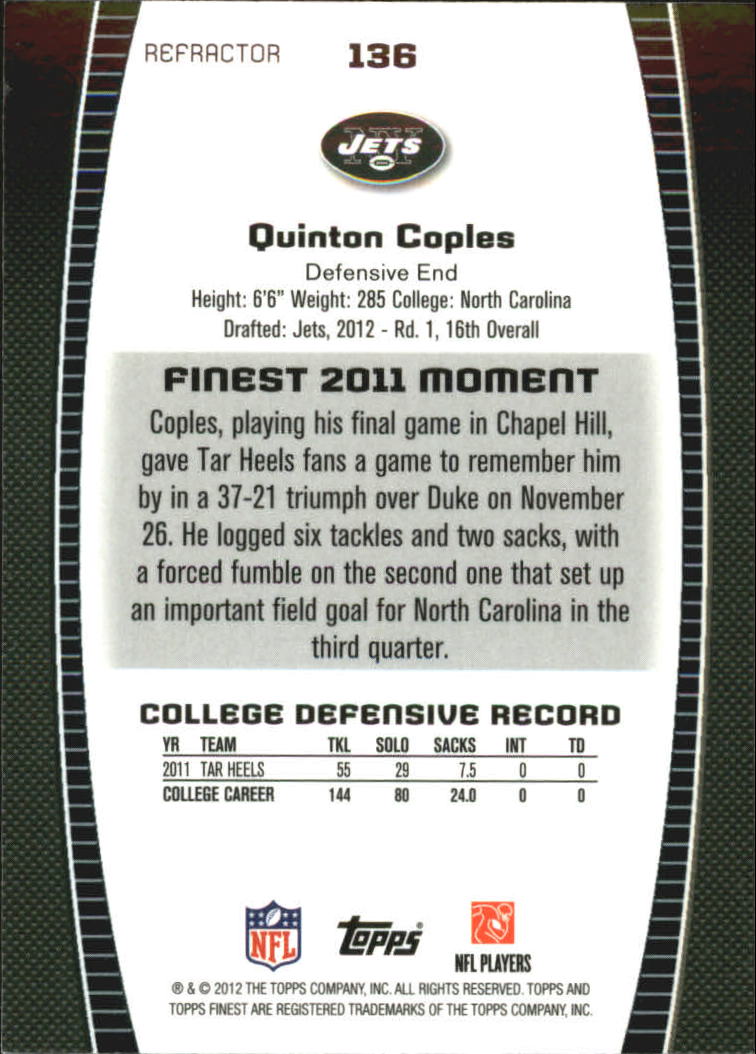 REFRACTOR 136
NY JETS
Quinton Coples
Defensive End
Height: 6'6" Weight: 285 College: North Carolina
Drafted: Jets, 2012 - Rd. 1, 16th Overall
FINEST 2011 MOMENT
Coples, playing his final game in Chapel Hill,
gave Tar Heels fans a game to remember him
by in a 37-21 triumph over Duke on November
26. He logged six tackles and two sacks, with
a forced fumble on the second one that set up
an important field goal for North Carolina in the
third quarter.
COLLEGE DEFENSIVE RECORD
YR TEAM TKL SOLO SACKS INT TD
2011 TAR HEELS 55 29 7.5 0 0
COLLEGE CAREER 144 80 24.0 0 0
NFL Topps® NFL PLAYERS
® & © 2012 THE TOPPS COMPANY, INC. ALL RIGHTS RESERVED. TOPPS AND
TOPPS FINEST ARE REGISTERED TRADEMARKS OF THE TOPPS COMPANY, INC.